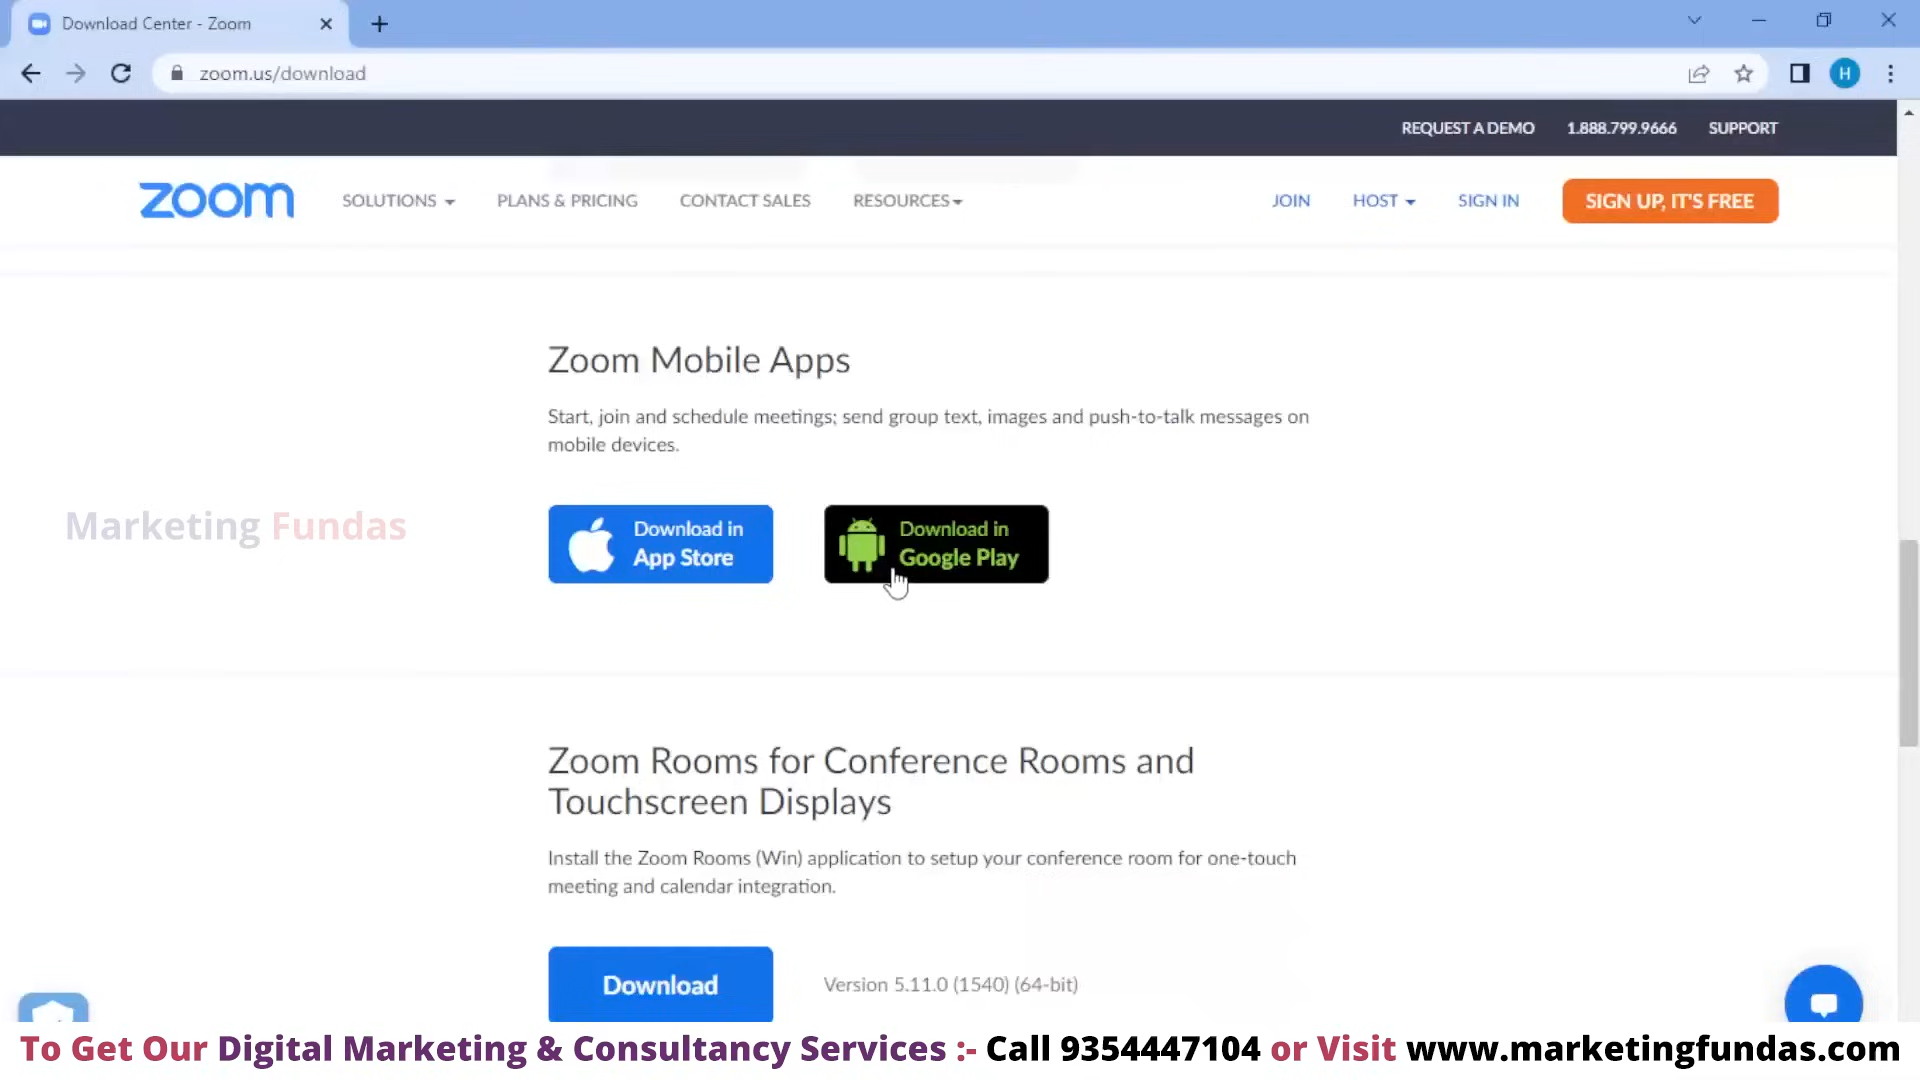 Download Center - Zoom
zoom.us/download
H
REQUEST A DEMO 1.888.799.9666 SUPPORT
zoom SOLUTIONS PLANS & PRICING CONTACT SALES RESOURCES JOIN HOST SIGN IN SIGN UP, IT'S FREE
Zoom Mobile Apps
Start, join and schedule meetings; send group text, images and push-to-talk messages on
mobile devices.
Marketing Fundas
Download in
App Store
Download in
Google Play
Zoom Rooms for Conference Rooms and
Touchscreen Displays
Install the Zoom Rooms (Win) application to setup your conference room for one-touch
meeting and calendar integration.
Download Version 5.11.0 (1540) (64-bit)
To Get Our Digital Marketing & Consultancy Services :- Call 9354447104 or Visit www.marketingfundas.com